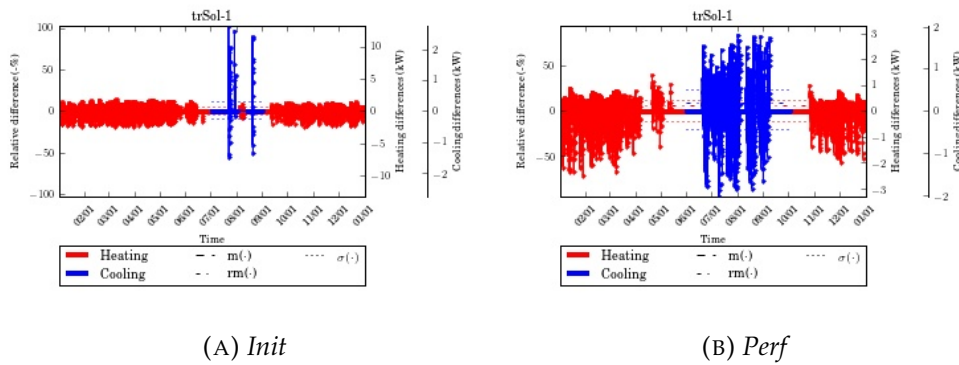 trSol-1
Relative difference(-%)
100
50
0
−50
−100
10
5
0
−5
−10
Heating differences(kW)
2
1
0
−1
−2
Cooling differences(kW)
02/01 03/01 04/01 05/01 06/01 07/01 08/01 09/01 10/01 11/01 12/01 01/01
Time
Heating m(·) σ(·)
Cooling rm(·)
(A) Init
trSol-1
Relative difference(-%)
50
0
−50
3
2
1
0
−1
−2
−3
Heating differences(kW)
2
1
0
−1
−2
Cooling differences(kW)
02/01 03/01 04/01 05/01 06/01 07/01 08/01 09/01 10/01 11/01 12/01 01/01
Time
Heating m(·) σ(·)
Cooling rm(·)
(B) Perf